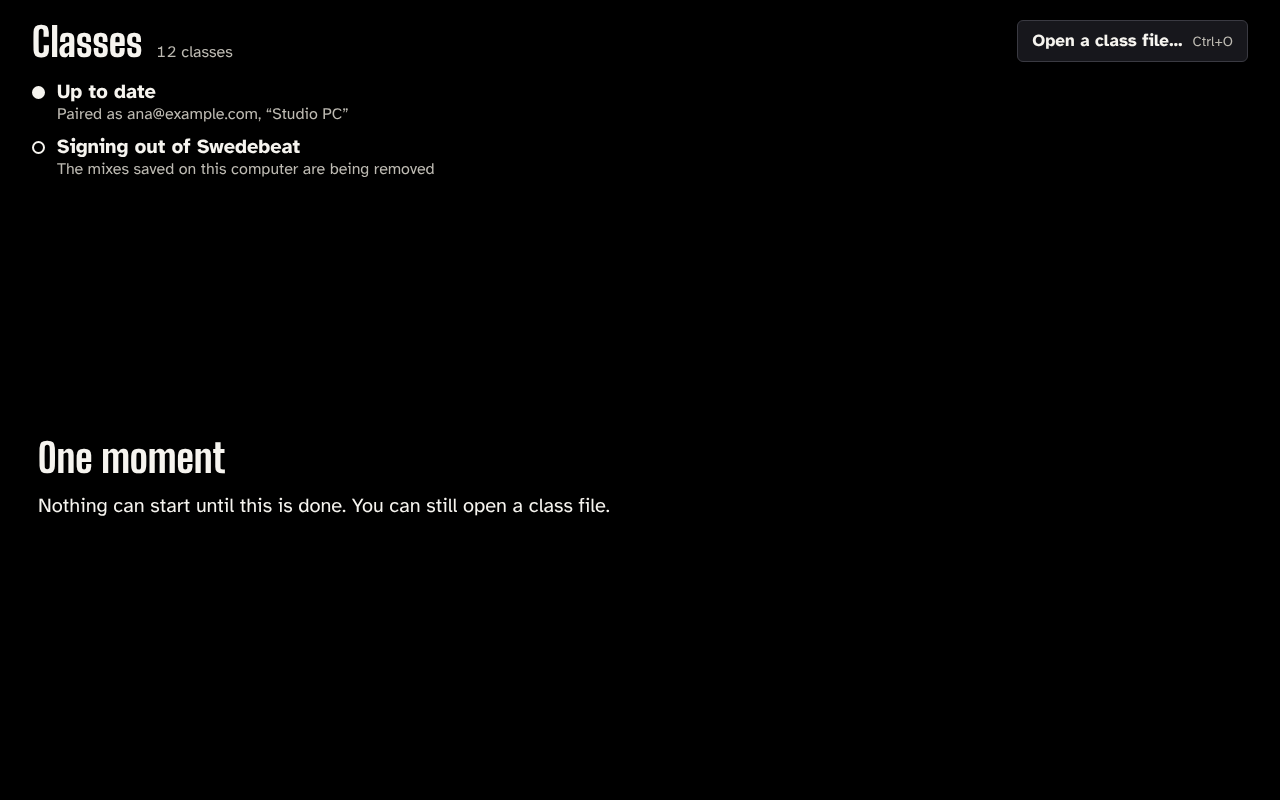 Classes 12 classes
Open a class file... Ctrl+O
Up to date
Paired as ana@example.com, “Studio PC”
Signing out of Swedebeat
The mixes saved on this computer are being removed
One moment
Nothing can start until this is done. You can still open a class file.